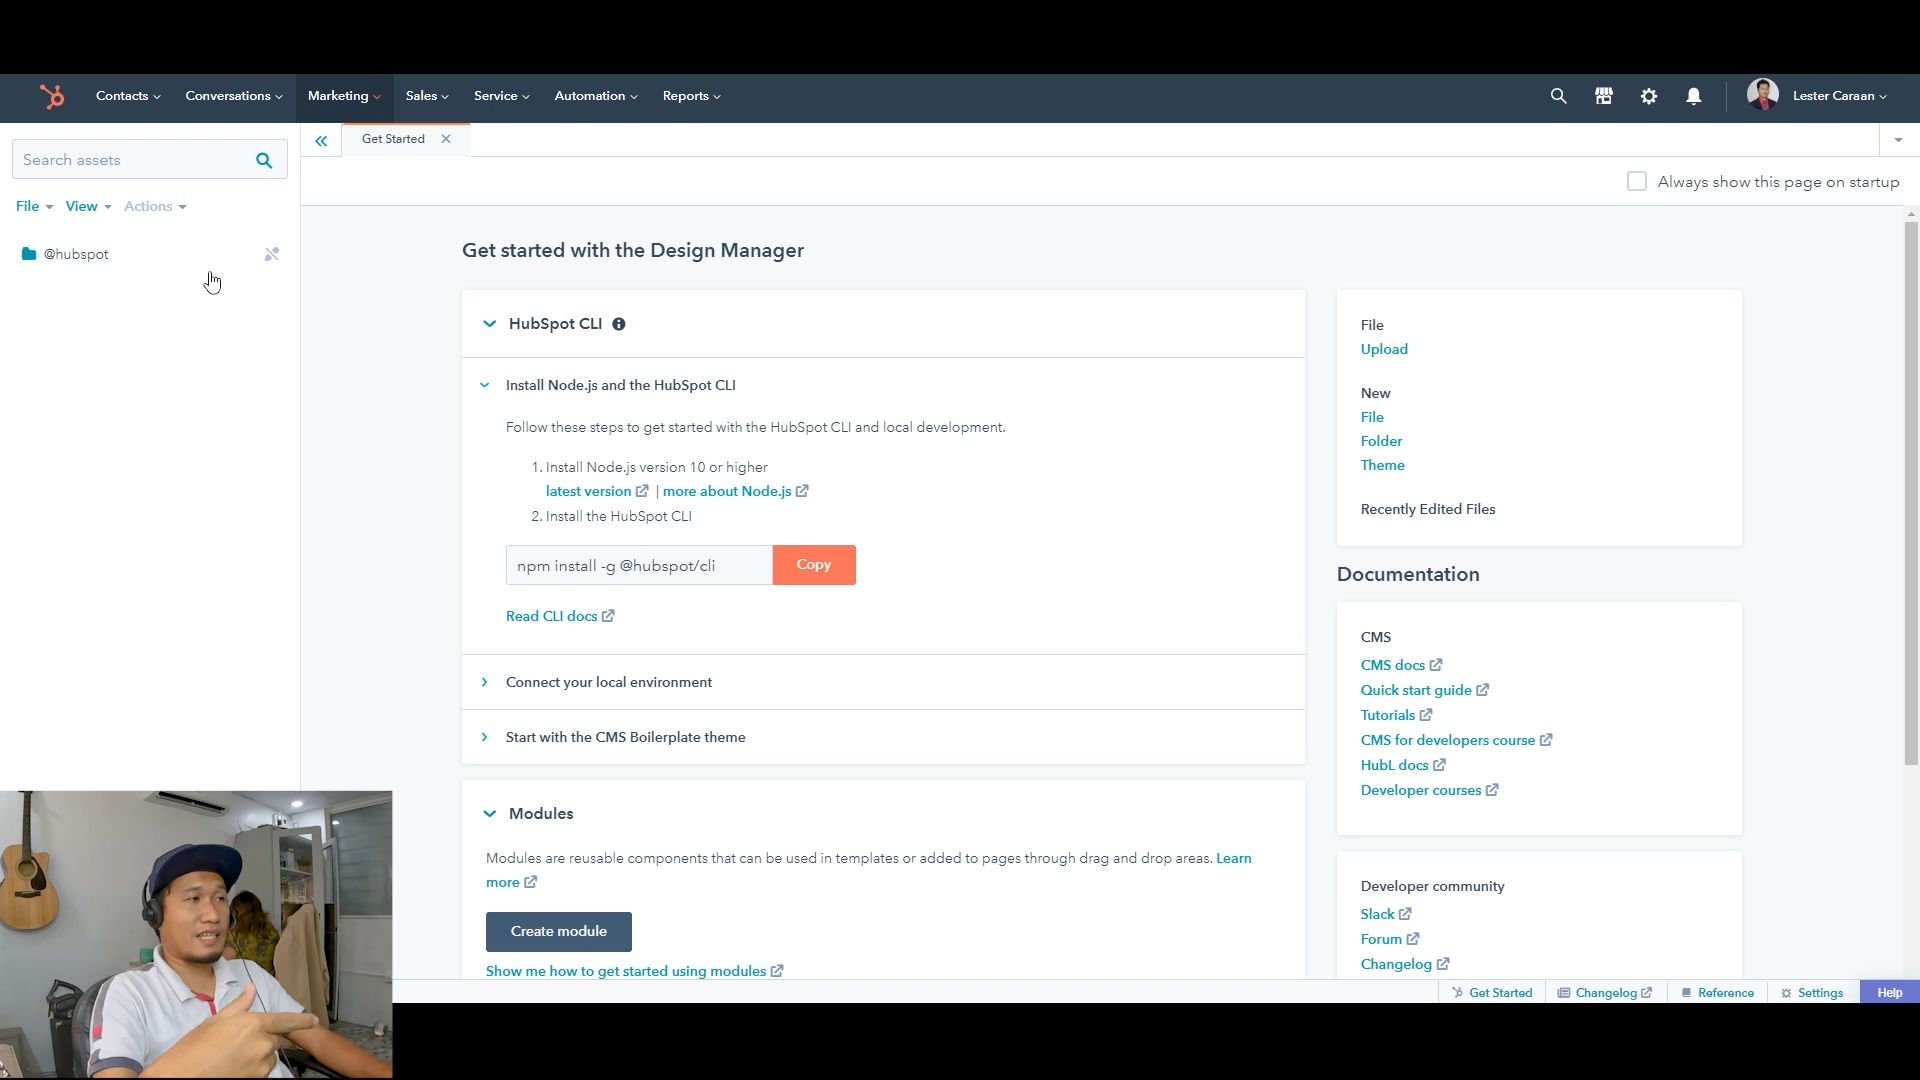 Contacts Conversations Marketing Sales Service Automation Reports Lester Caraan
Search assets
Get Started
Always show this page on startup
File View Actions
@hubspot
Get started with the Design Manager
HubSpot CLI
Install Node.js and the HubSpot CLI
Follow these steps to get started with the HubSpot CLI and local development.
1. Install Node.js version 10 or higher
latest version | more about Node.js
2. Install the HubSpot CLI
npm install -g @hubspot/cli Copy
Read CLI docs
Connect your local environment
Start with the CMS Boilerplate theme
Modules
Modules are reusable components that can be used in templates or added to pages through drag and drop areas. Learn
more
Create module
Show me how to get started using modules
File
Upload
New
File
Folder
Theme
Recently Edited Files
Documentation
CMS
CMS docs
Quick start guide
Tutorials
CMS for developers course
HubL docs
Developer courses
Developer community
Slack
Forum
Changelog
Get Started Changelog Reference Settings Help